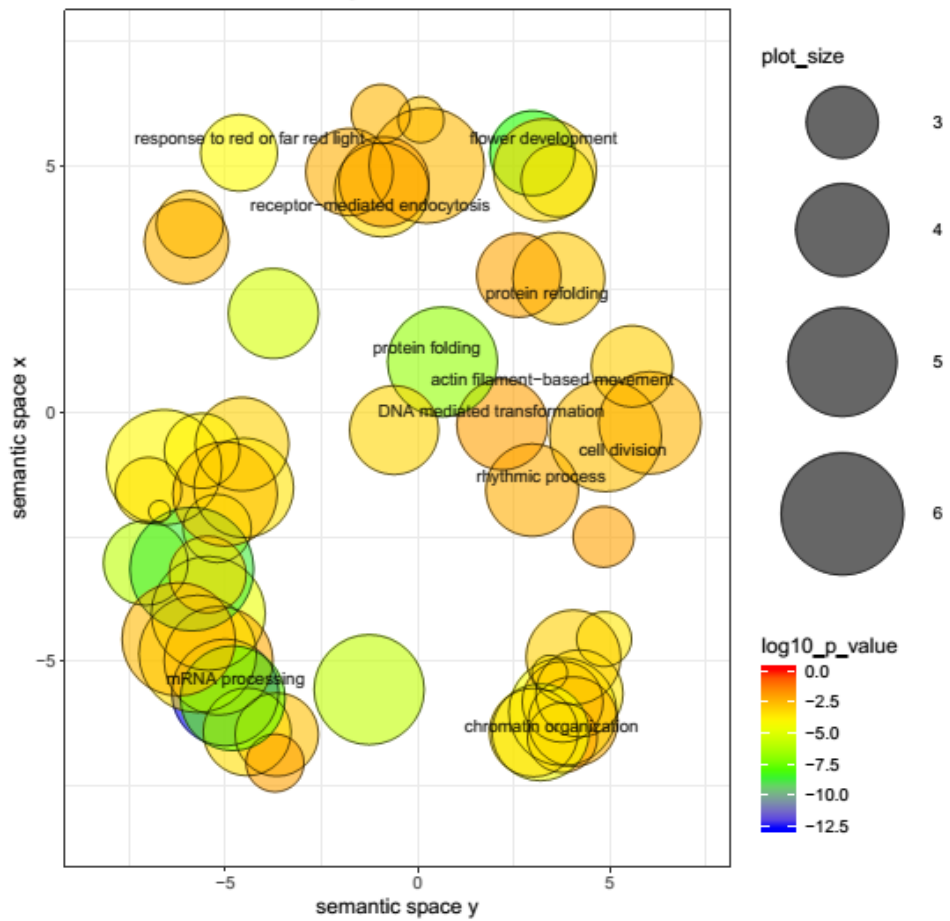 plot_size
3
4
5
6
response to red or far red light
flower development
receptor−mediated endocytosis
protein refolding
protein folding
actin filament−based movement
DNA mediated transformation
cell division
rhythmic process
mRNA processing
chromatin organization
5
0
−5
semantic space x
−5
0
5
semantic space y
log10_p_value
0.0
−2.5
−5.0
−7.5
−10.0
−12.5